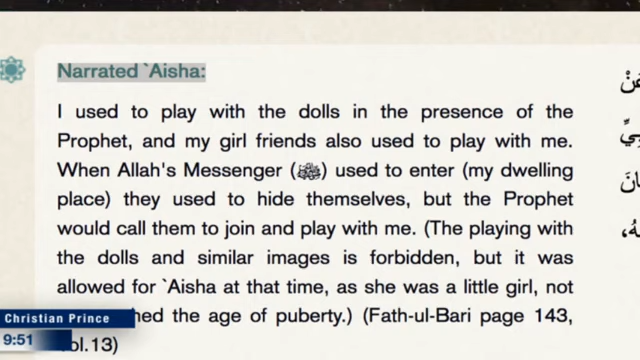 Narrated `Aisha:
I used to play with the dolls in the presence of the
Prophet, and my girl friends also used to play with me.
When Allah's Messenger (ﷺ) used to enter (my dwelling
place) they used to hide themselves, but the Prophet
would call them to join and play with me. (The playing with
the dolls and similar images is forbidden, but it was
allowed for `Aisha at that time, as she was a little girl, not
hed the age of puberty.) (Fath-ul-Bari page 143,
ol.13)
Christian Prince
9:51